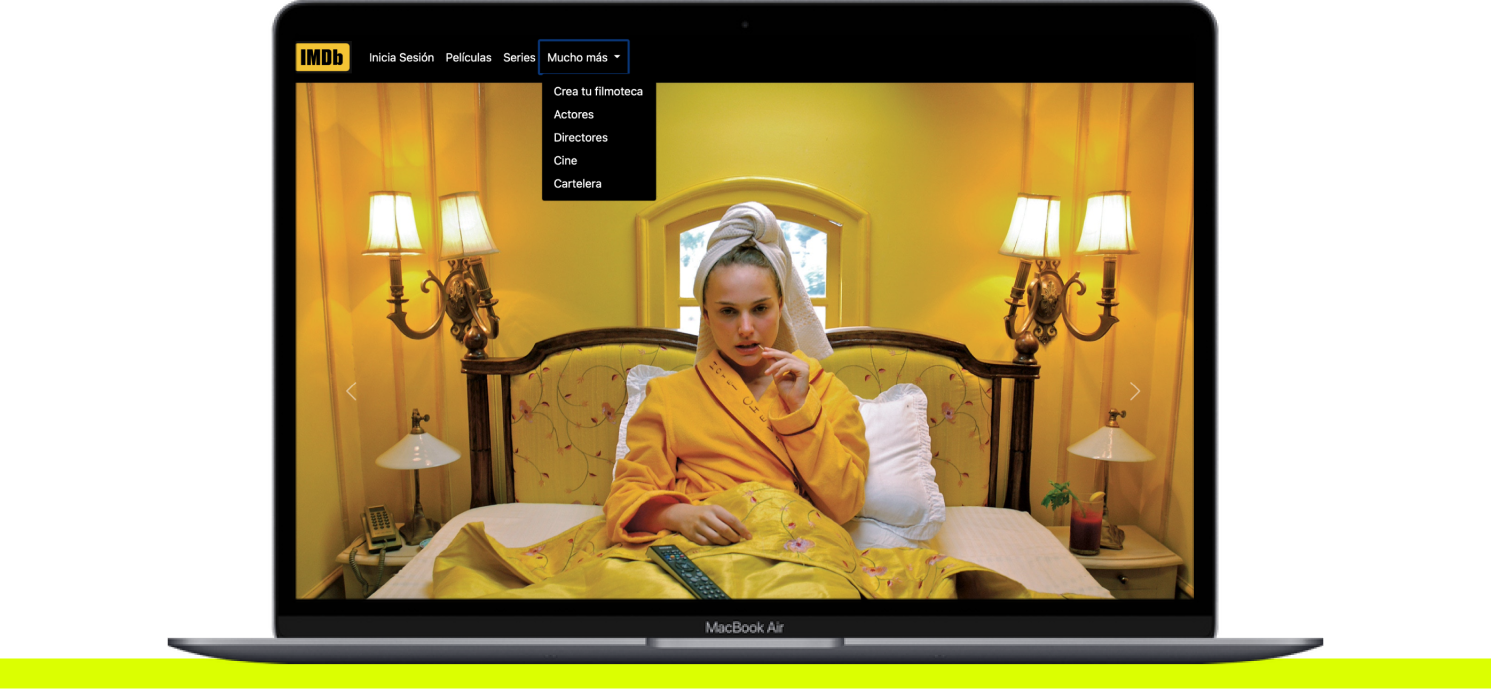 IMDb Inicia Sesión Películas Series Mucho más
Crea tu filmoteca
Actores
Directores
Cine
Cartelera
MacBook Air